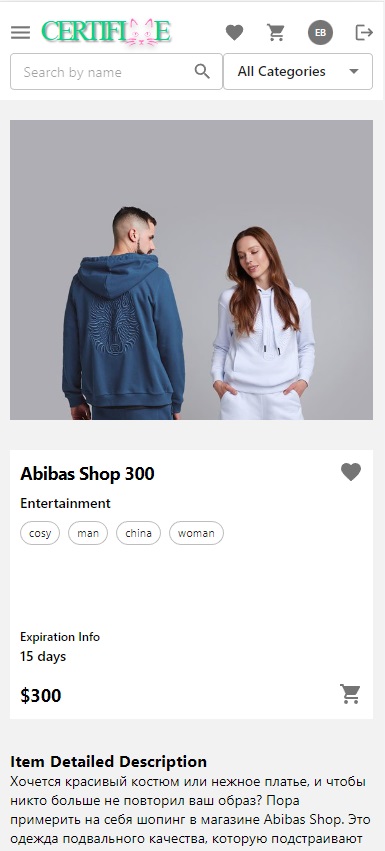 CERTIFIME
EB
Search by name
All Categories
Abibas Shop 300
Entertainment
cosy man china woman
Expiration Info
15 days
$300
Item Detailed Description
Хочется красивый костюм или нежное платье, и чтобы
никто больше не повторил ваш образ? Пора
примерить на себя шопинг в магазине Abibas Shop. Это
одежда подвального качества, которую подстраивают